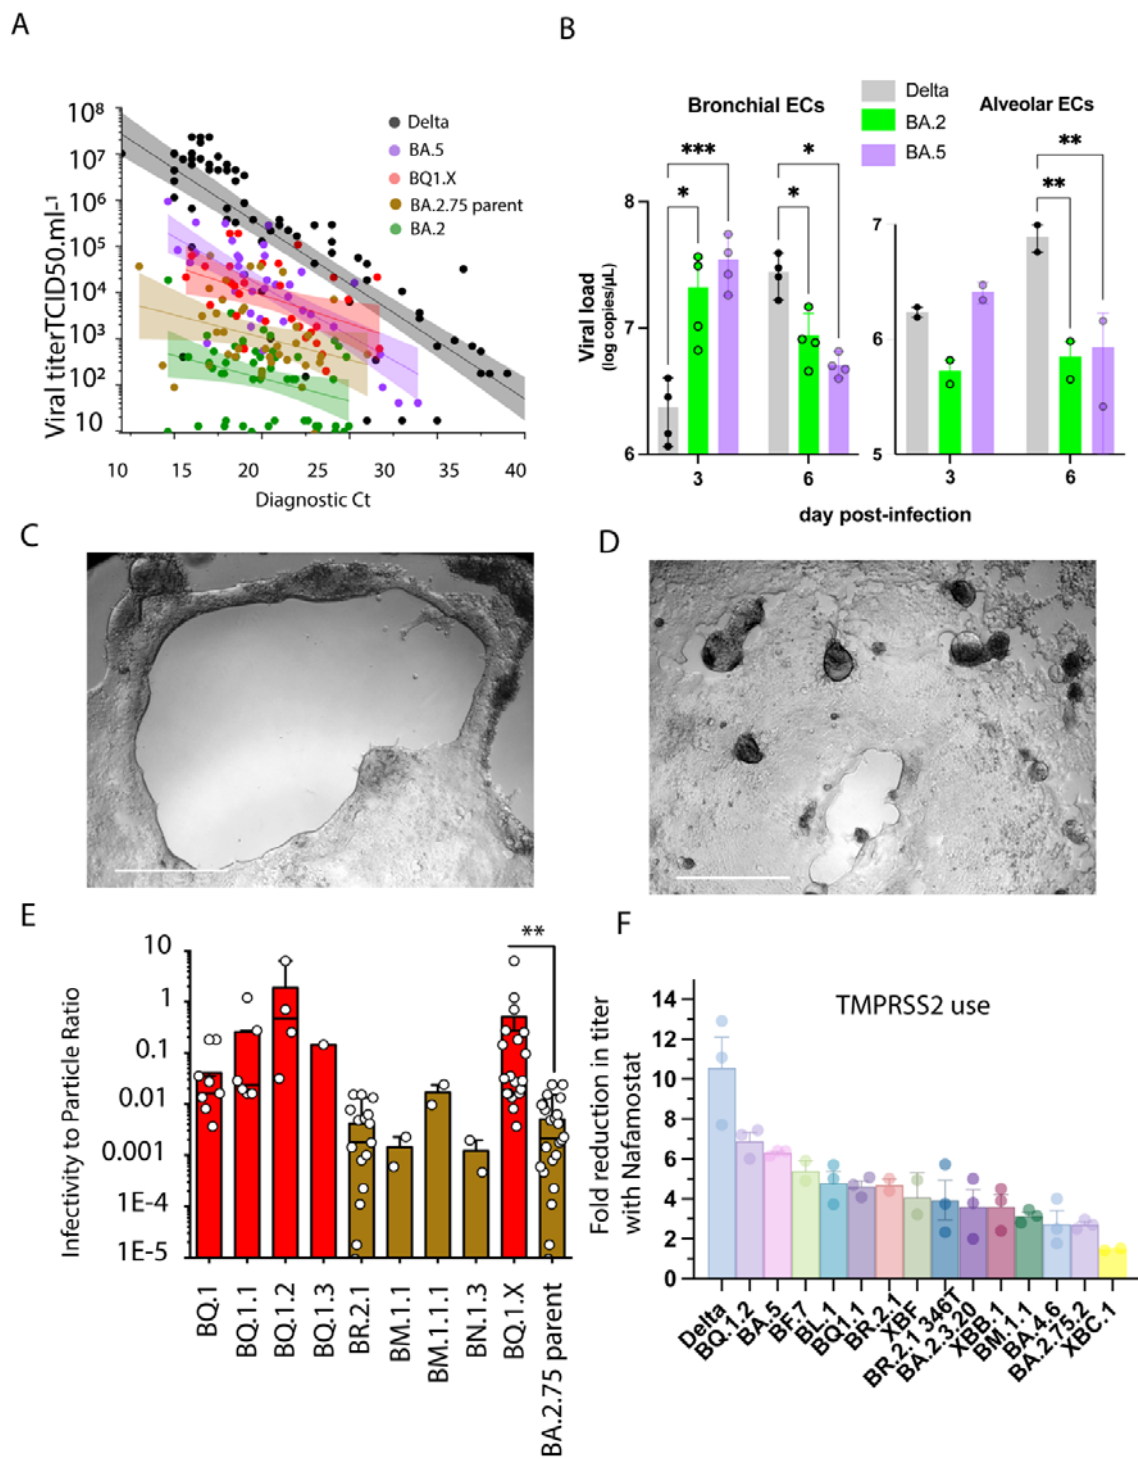 A
B
Viral titerTCID50.ml-1
10⁸
10⁷
10⁶
10⁵
10⁴
10³
10²
10
10 15 20 25 30 35 40
Diagnostic Ct
Delta
BA.5
BQ1.X
BA.2.75 parent
BA.2
Bronchial ECs
Delta
BA.2
BA.5
Alveolar ECs
***
*
*
*
**
**
Viral load
(log copies/µL)
8
7
6
3 6
7
6
5
3 6
day post-infection
C
D
E
Infectivity to Particle Ratio
10
1
0.1
0.01
0.001
1E-4
1E-5
**
BQ.1
BQ.1.1
BQ.1.2
BQ.1.3
BR.2.1
BM.1.1
BM.1.1.1
BN.1.3
BQ.1.X
BA.2.75 parent
F
Fold reduction in titer
with Nafamostat
TMPRSS2 use
14
12
10
8
6
4
2
0
Delta
BQ.1.2
BA.5
BF.7
BL.1
BQ1.1
BR.2.1
XBF
BR.2.1 346T
BA.2.3.20
XBB.1
BM.1.1
BA.4.6
BA.2.75.2
XBC.1